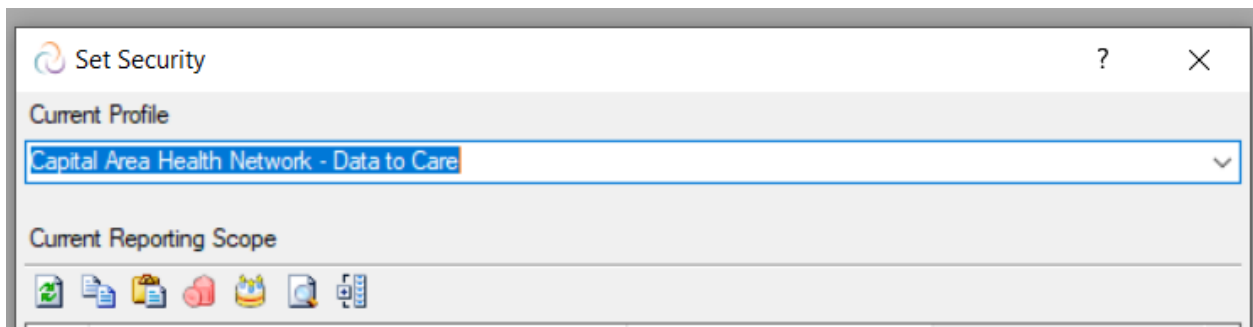 Set Security
?
Current Profile
Capital Area Health Network - Data to Care
Current Reporting Scope